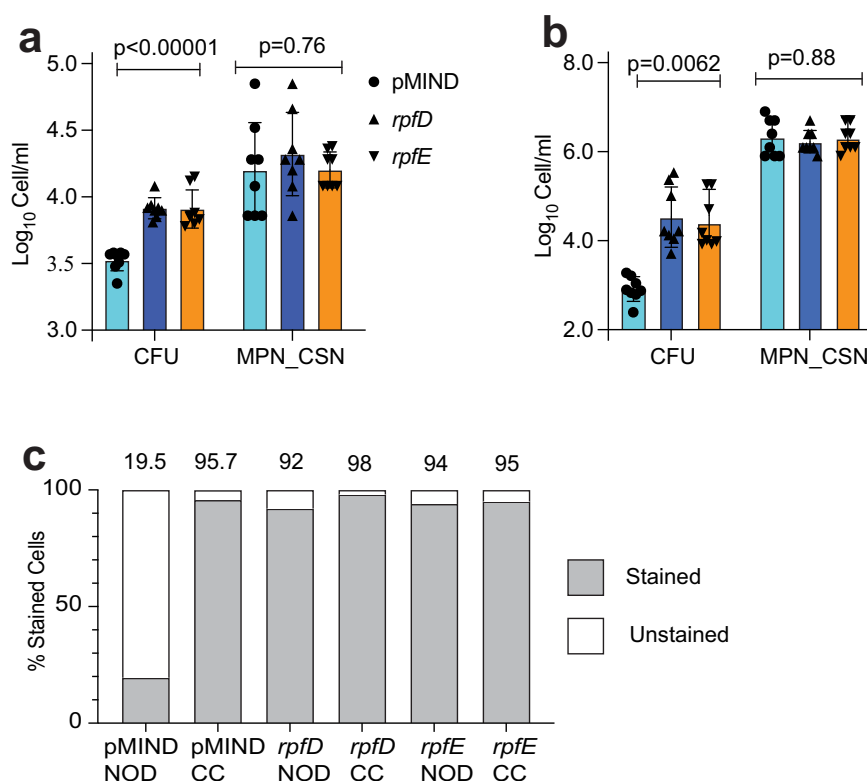 a
p<0.00001
p=0.76
5.0
4.5
4.0
3.5
3.0
Log10 Cell/ml
CFU
MPN_CSN
pMIND
rpfD
rpfE
b
p=0.0062
p=0.88
8.0
6.0
4.0
2.0
Log10 Cell/ml
CFU
MPN_CSN
c
19.5 95.7 92 98 94 95
100
50
0
% Stained Cells
pMIND pMIND rpfD rpfD rpfE rpfE
NOD CC NOD CC NOD CC
Stained
Unstained